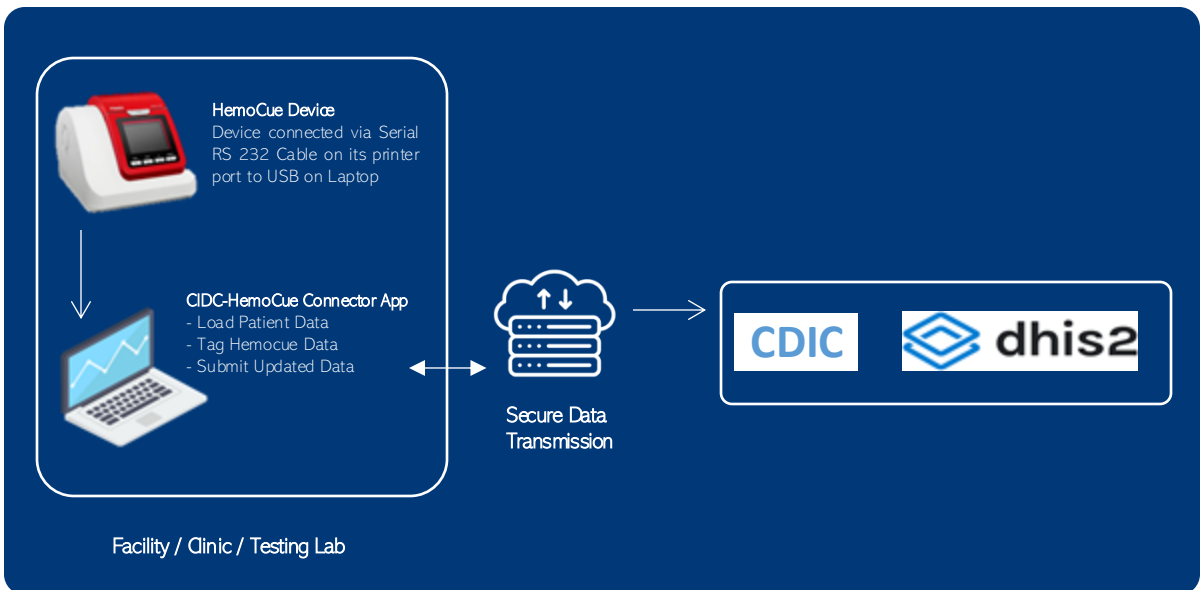 HemoCue Device
Device connected via Serial
RS 232 Cable on its printer
port to USB on Laptop
CIDC-HemoCue Connector App
- Load Patient Data
- Tag Hemocue Data
- Submit Updated Data
Secure Data
Transmission
CDIC
dhis2
Facility / Clinic / Testing Lab